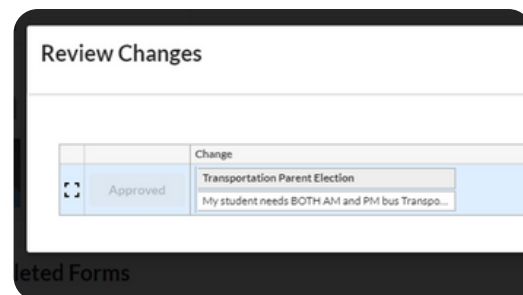 Review Changes
Change
Approved
Transportation Parent Election
My student needs BOTH AM and PM bus Transpo...
leted Forms